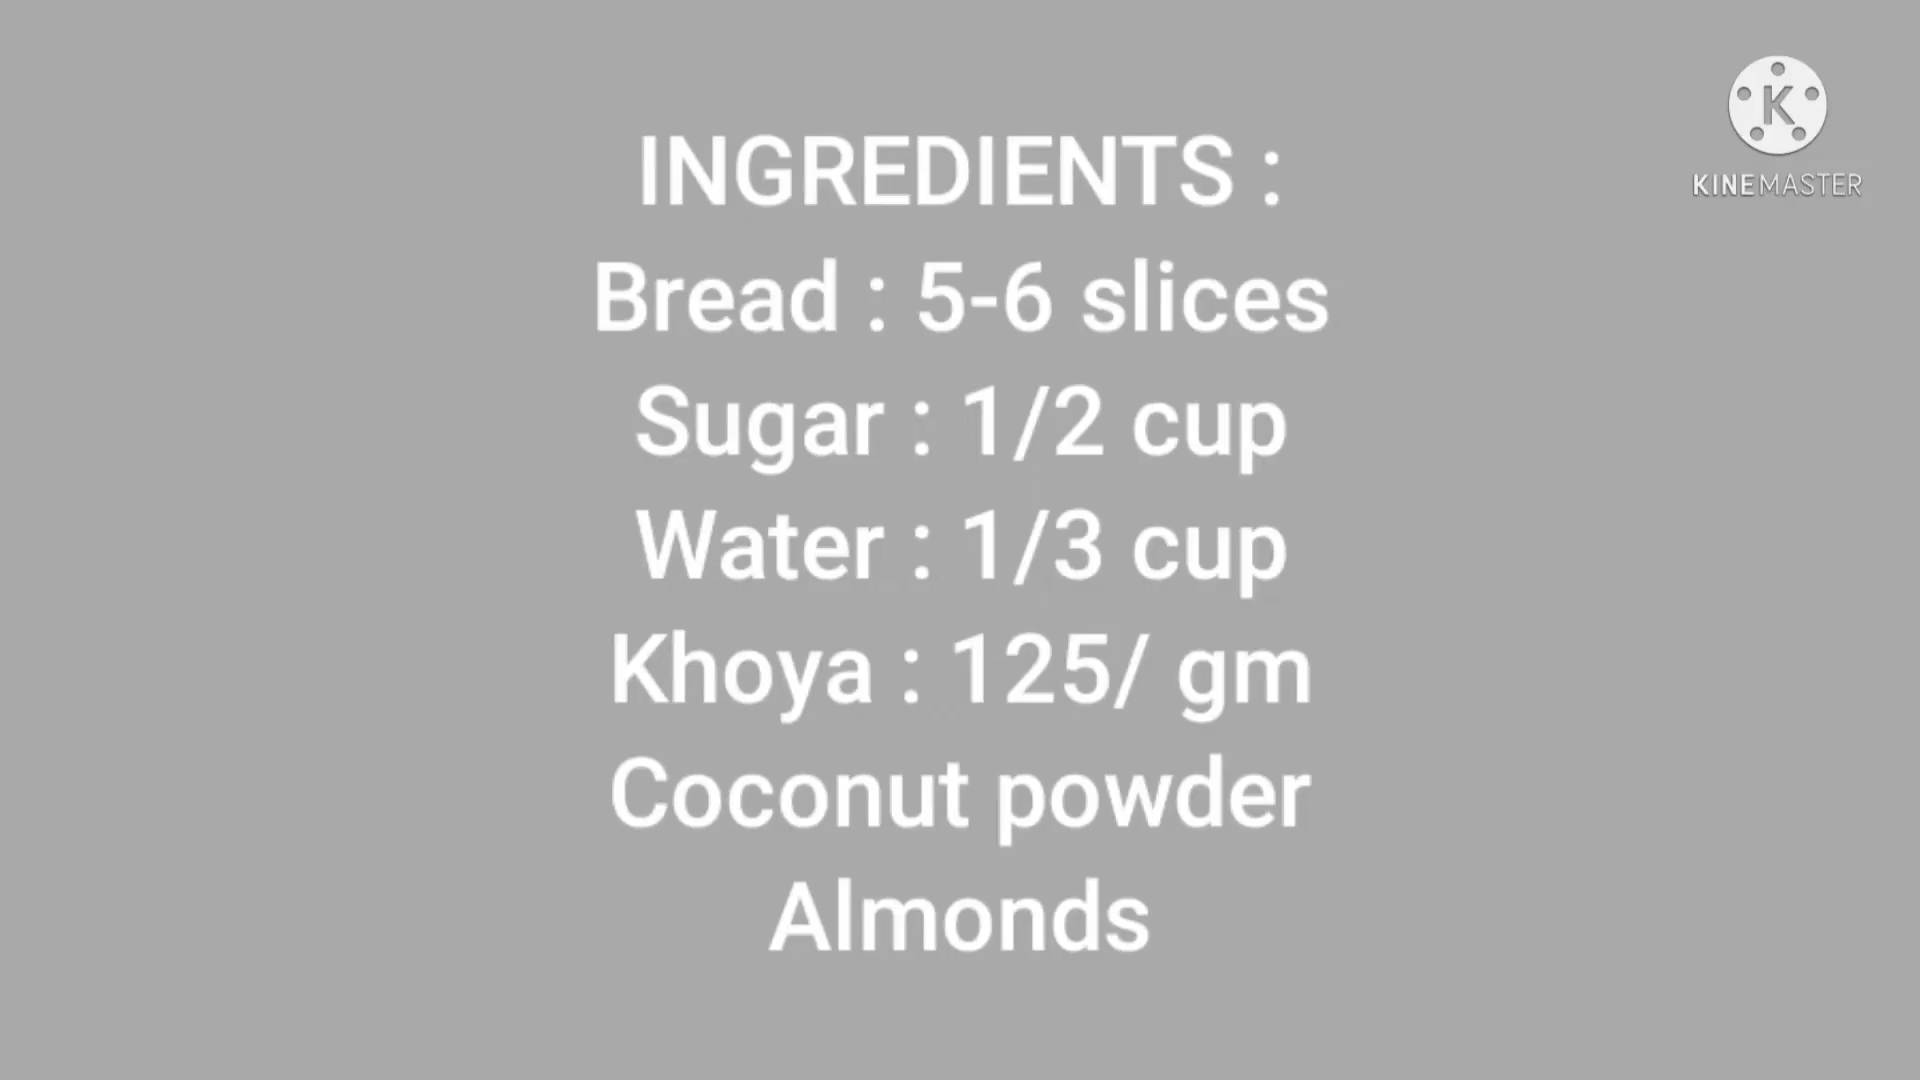 INGREDIENTS :
Bread : 5-6 slices
Sugar : 1/2 cup
Water : 1/3 cup
Khoya : 125/ gm
Coconut powder
Almonds
K
KINEMASTER